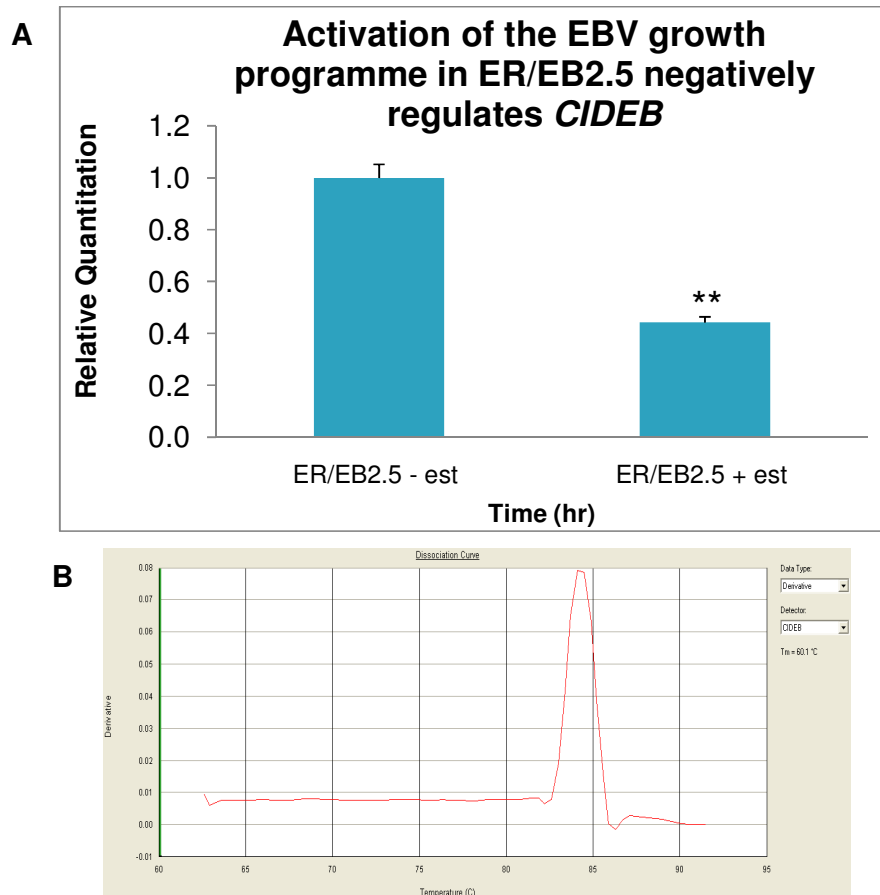 A
Activation of the EBV growth
programme in ER/EB2.5 negatively
regulates CIDEB
Relative Quantitation
1.2
1.0
0.8
0.6
0.4
0.2
0.0
**
ER/EB2.5 - est
ER/EB2.5 + est
Time (hr)
B
Dissociation Curve
Derivative
0.08
0.07
0.06
0.05
0.04
0.03
0.02
0.01
0.00
-0.01
60
65
70
75
80
85
90
95
Temperature (C)
Data Type:
Derivative
Detector:
CIDEB
Tm = 60.1 °C